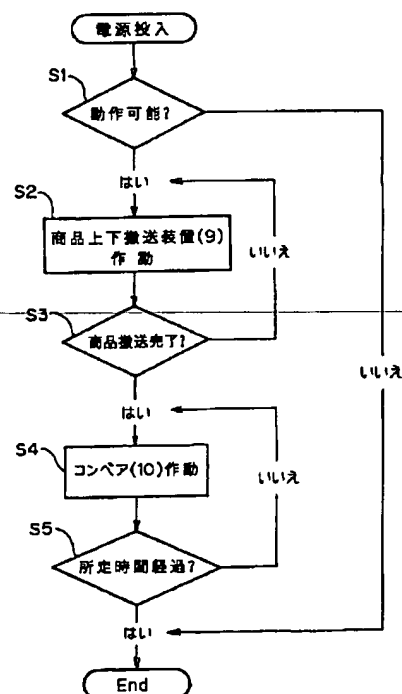 電源投入
S1
動作可能?
はい
S2
商品上下搬送装置(9)
作動
いいえ
S3
商品搬送完了?
いいえ
はい
S4
コンベア(10)作動
いいえ
S5
所定時間経過?
はい
End